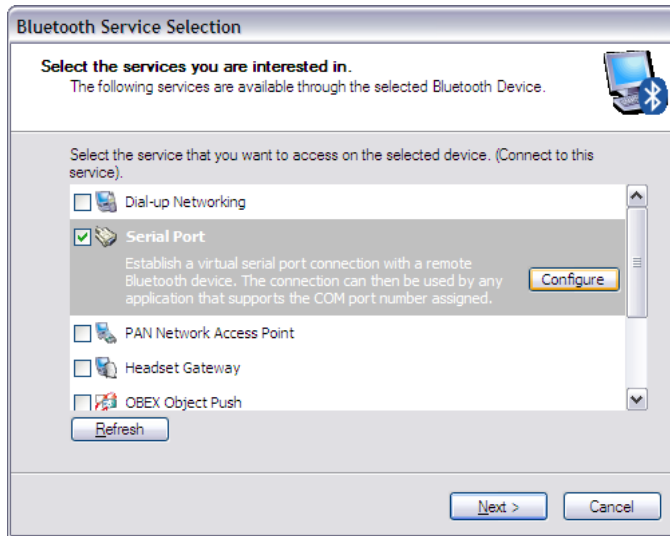 Bluetooth Service Selection
Select the services you are interested in.
The following services are available through the selected Bluetooth Device.
Select the service that you want to access on the selected device. (Connect to this
service).
Dial-up Networking
Serial Port
Establish a virtual serial port connection with a remote
Bluetooth device. The connection can then be used by any
application that supports the COM port number assigned.
Configure
PAN Network Access Point
Headset Gateway
OBEX Object Push
Refresh
Next >
Cancel